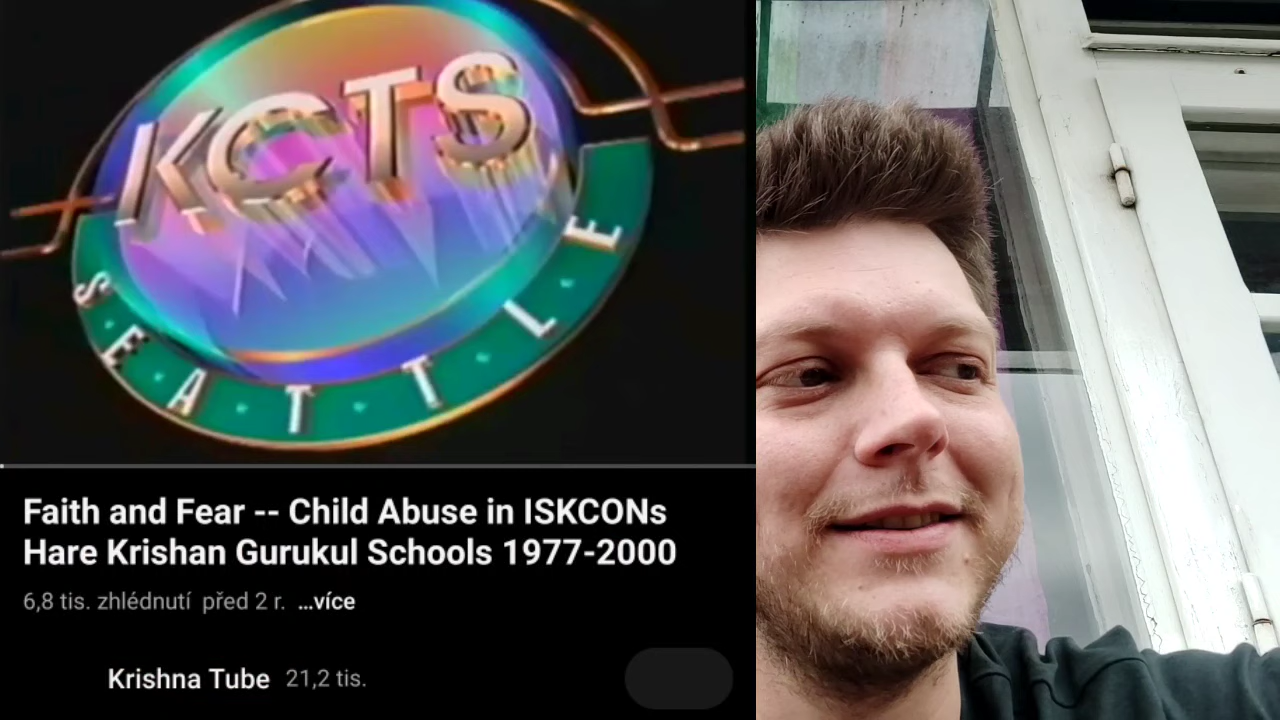 KCTS
SEATTLE
Faith and Fear -- Child Abuse in ISKCONs
Hare Krishan Gurukul Schools 1977-2000
6,8 tis. zhlédnutí před 2 r. ...více
Krishna Tube 21,2 tis.